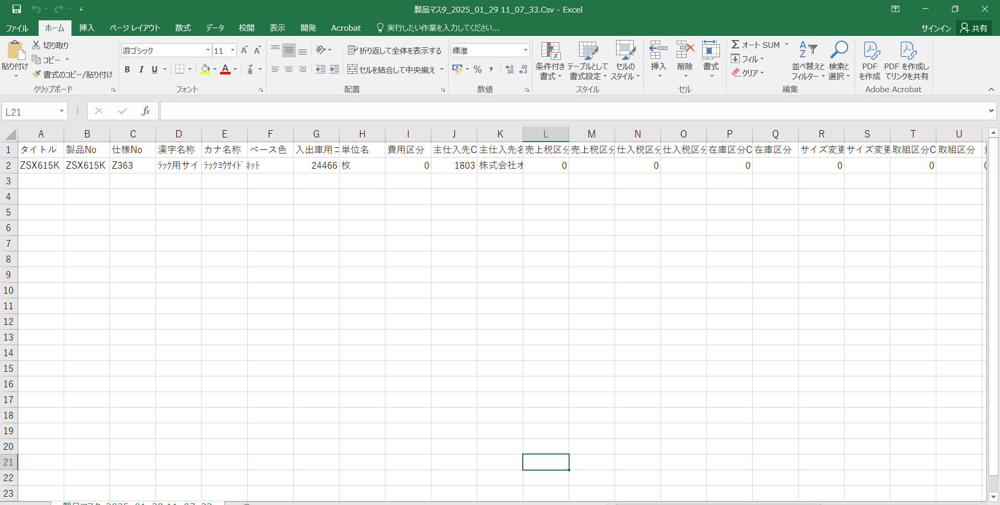 製品マスタ_2025_01_29 11_07_33.Csv - Excel
ファイル ホーム 挿入 ページ レイアウト 数式 データ 校閲 表示 開発 Acrobat 実行したい作業を入力してください... サインイン 共有
貼り付け 切り取り コピー 書式のコピー/貼り付け
クリップボード
游ゴシック 11 A A
B I U A
フォント
折り返して全体を表示する
セルを結合して中央揃え
配置
標準
% ,
数値
条件付き書式 テーブルとして書式設定 セルのスタイル
スタイル
挿入 削除 書式
セル
オート SUM
フィル
クリア
並べ替えとフィルター 検索と選択
編集
PDF を作成 PDF を作成してリンクを共有
Adobe Acrobat
L21 fx
A B C D E F G H I J K L M N O P Q R S T U
1 タイトル 製品No 仕様No 漢字名称 カナ名称 ベース色 入出庫用コ 単位名 費用区分 主仕入先C 主仕入先名 売上税区分 売上税区分 仕入税区分 仕入税区分 在庫区分C 在庫区分 サイズ変更 サイズ変更 取組区分C 取組区分
2 ZSX615K ZSX615K Z363 ﾗｯｸ用サイ ﾗｯｸﾖｳｻｲﾄﾞﾈｯﾄ 24466 枚 0 1803 株式会社オ 0 0 0 0 0 0
3
4
5
6
7
8
9
10
11
12
13
14
15
16
17
18
19
20
21
22
23
製品マスタ_2025_01_29 11_07_33